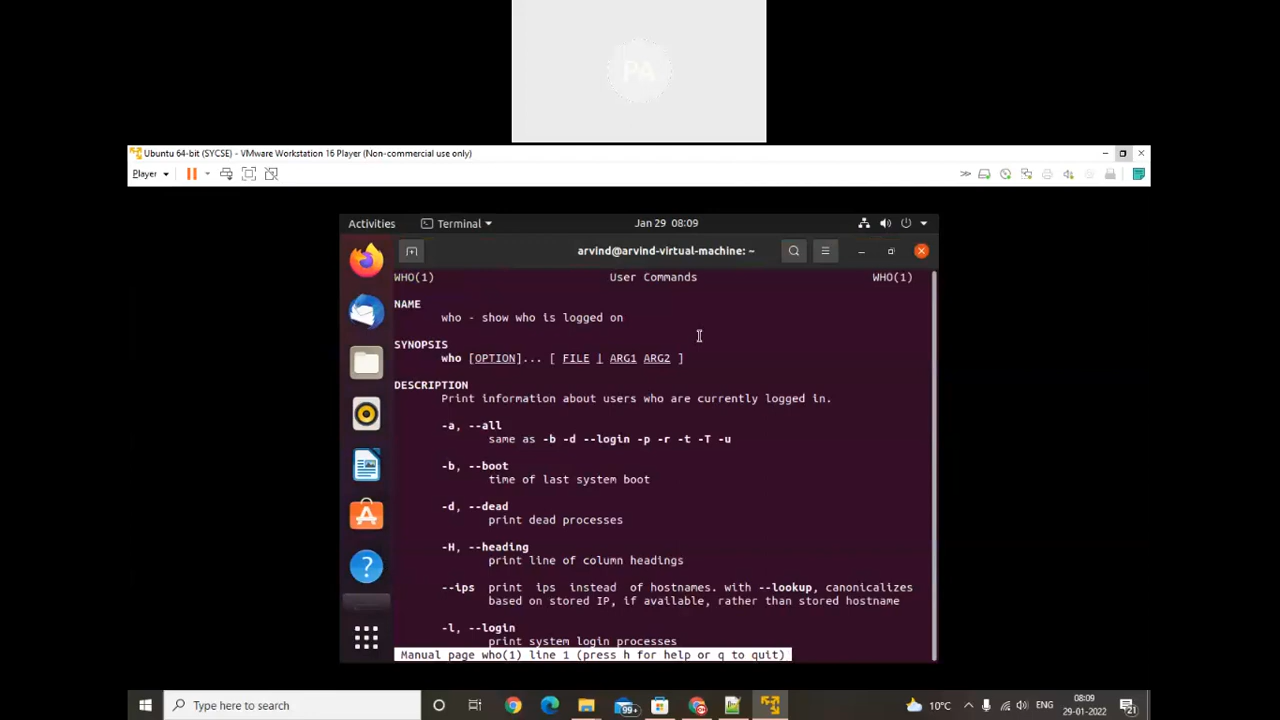 PA
Ubuntu 64-bit (SYCSE) - VMware Workstation 16 Player (Non-commercial use only)
Player
Activities
Terminal
Jan 29 08:09
arvind@arvind-virtual-machine: ~
WHO(1) User Commands WHO(1)
NAME
who - show who is logged on
SYNOPSIS
who [OPTION]... [ FILE | ARG1 ARG2 ]
DESCRIPTION
Print information about users who are currently logged in.
-a, --all
same as -b -d --login -p -r -t -T -u
-b, --boot
time of last system boot
-d, --dead
print dead processes
-H, --heading
print line of column headings
--ips print ips instead of hostnames. with --lookup, canonicalizes
based on stored IP, if available, rather than stored hostname
-l, --login
print system login processes
Manual page who(1) line 1 (press h for help or q to quit)
Type here to search
99+
10°C
ENG
08:09
29-01-2022
21